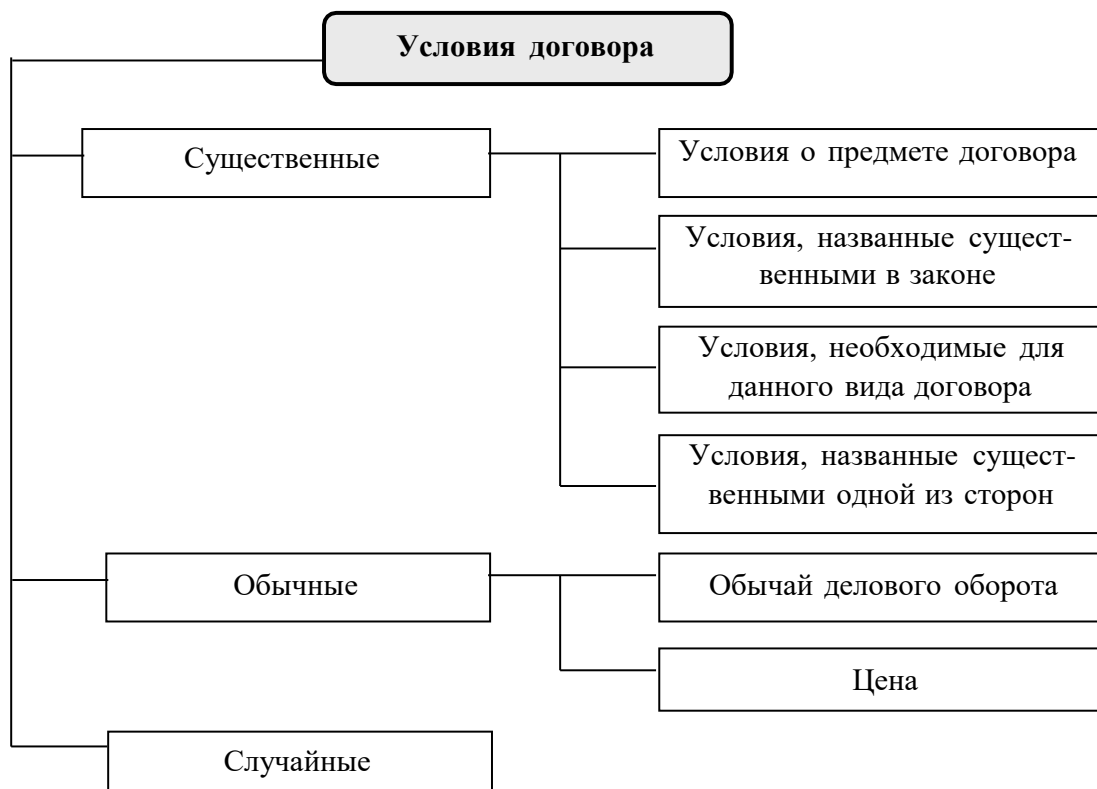 Условия договора
Существенные
Условия о предмете договора
Условия, названные сущест-
венными в законе
Условия, необходимые для
данного вида договора
Условия, названные сущест-
венными одной из сторон
Обычные
Обычай делового оборота
Цена
Случайные